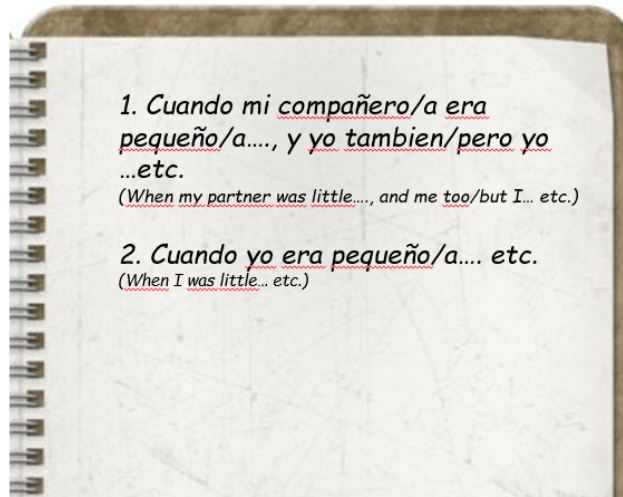 1. Cuando mi compañero/a era
pequeño/a...., y yo tambien/pero yo
...etc.
(When my partner was little...., and me too/but I... etc.)
2. Cuando yo era pequeño/a.... etc.
(When I was little... etc.)